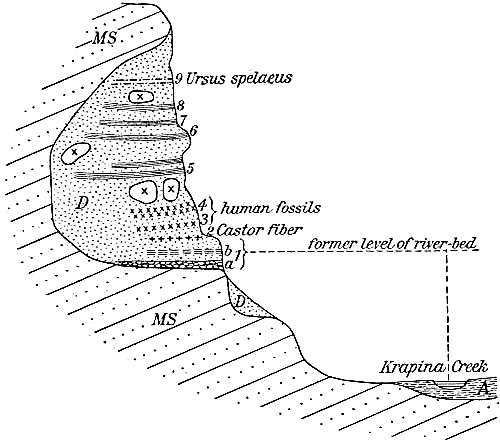 MS
9 Ursus spelaeus
x
8
7
6
x
5
x x
D
4
3 } human fossils
2 Castor fiber
b
a } 1
former level of river-bed
D
MS
Krapina Creek
A